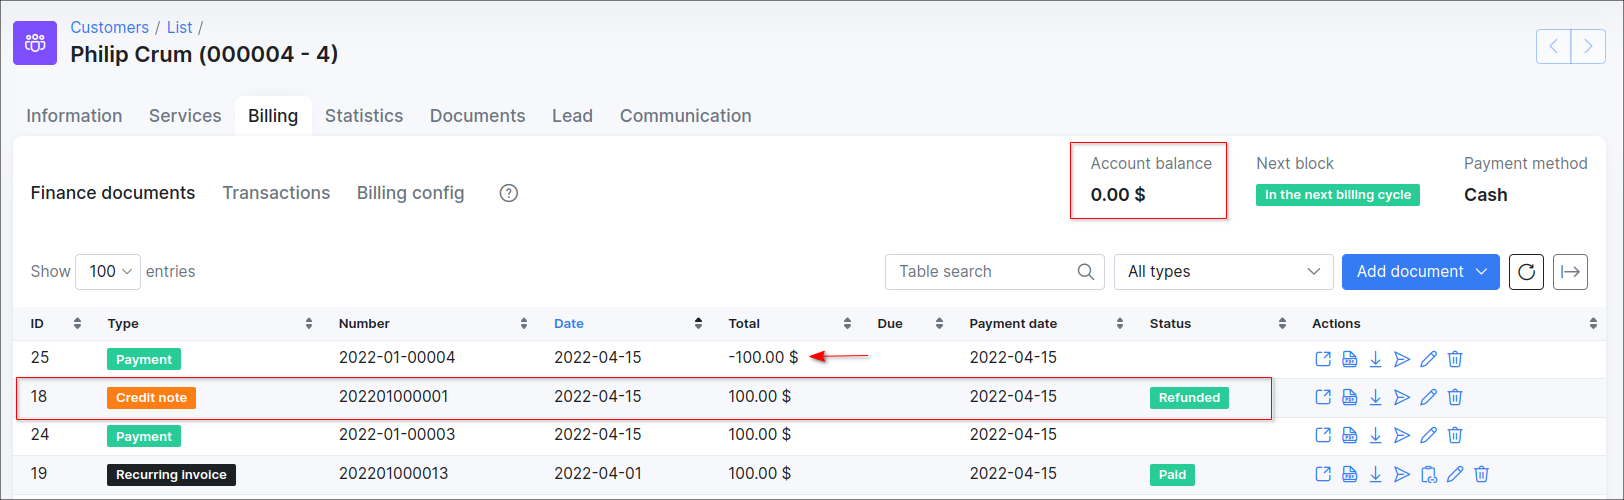 Customers / List /
Philip Crum (000004 - 4)
Information Services Billing Statistics Documents Lead Communication
Account balance Next block Payment method
Finance documents Transactions Billing config ? 0.00 $ In the next billing cycle Cash
Show 100 entries Table search All types Add document
ID Type Number Date Total Due Payment date Status Actions
25 Payment 2022-01-00004 2022-04-15 -100.00 $ 2022-04-15
18 Credit note 202201000001 2022-04-15 100.00 $ 2022-04-15 Refunded
24 Payment 2022-01-00003 2022-04-15 100.00 $ 2022-04-15
19 Recurring invoice 202201000013 2022-04-01 100.00 $ 2022-04-15 Paid